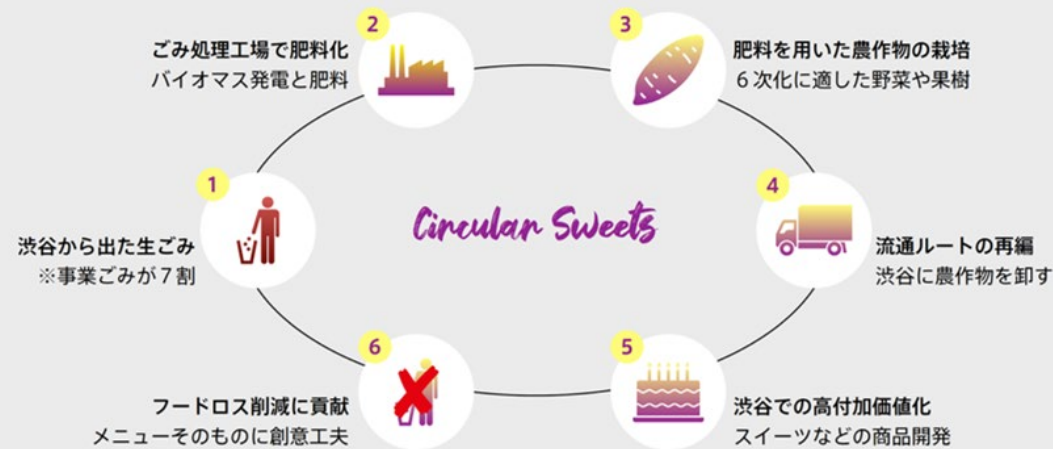 2
ごみ処理工場で肥料化
バイオマス発電と肥料
3
肥料を用いた農作物の栽培
６次化に適した野菜や果樹
1
渋谷から出た生ごみ
※事業ごみが７割
Circular Sweets
4
流通ルートの再編
渋谷に農作物を卸す
6
フードロス削減に貢献
メニューそのものに創意工夫
5
渋谷での高付加価値化
スイーツなどの商品開発